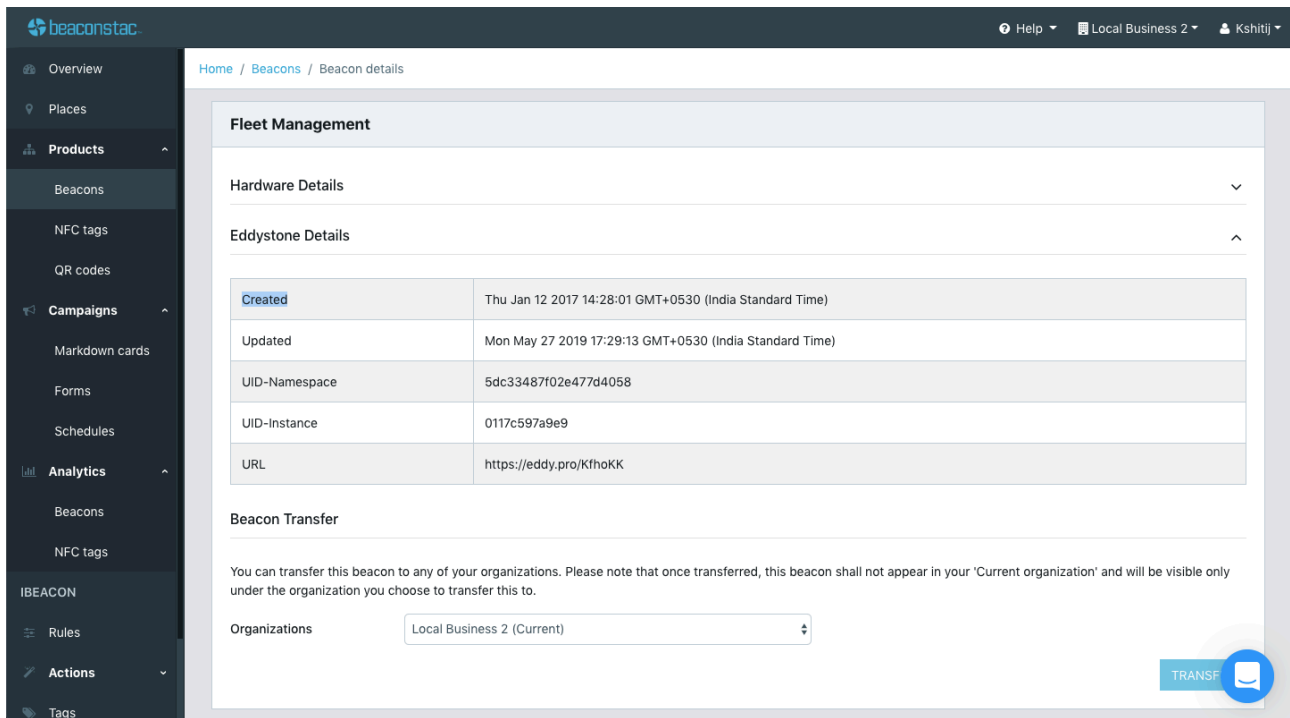 beaconstac
Help
Local Business 2
Kshitij
Overview
Places
Products
Beacons
NFC tags
QR codes
Campaigns
Markdown cards
Forms
Schedules
Analytics
Beacons
NFC tags
IBEACON
Rules
Actions
Tags
Home / Beacons / Beacon details
Fleet Management
Hardware Details
Eddystone Details
Created Thu Jan 12 2017 14:28:01 GMT+0530 (India Standard Time)
Updated Mon May 27 2019 17:29:13 GMT+0530 (India Standard Time)
UID-Namespace 5dc33487f02e477d4058
UID-Instance 0117c597a9e9
URL https://eddy.pro/KfhoKK
Beacon Transfer
You can transfer this beacon to any of your organizations. Please note that once transferred, this beacon shall not appear in your 'Current organization' and will be visible only
under the organization you choose to transfer this to.
Organizations Local Business 2 (Current)
TRANSF